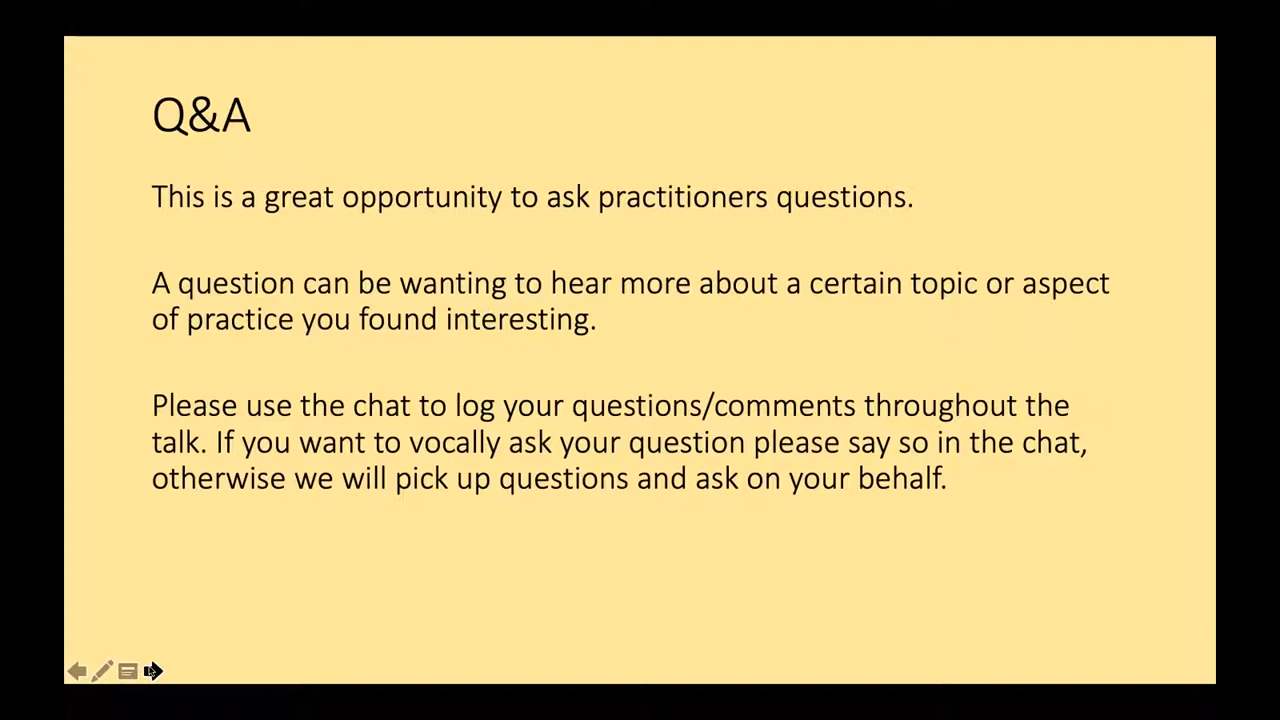 Q&A
This is a great opportunity to ask practitioners questions.
A question can be wanting to hear more about a certain topic or aspect
of practice you found interesting.
Please use the chat to log your questions/comments throughout the
talk. If you want to vocally ask your question please say so in the chat,
otherwise we will pick up questions and ask on your behalf.